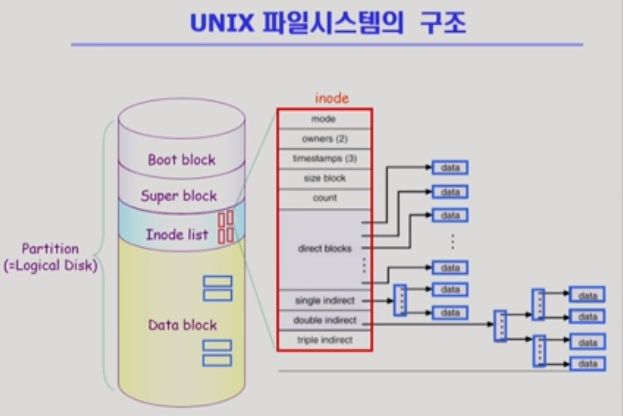 UNIX 파일시스템의 구조
inode
mode
owners (2)
timestamps (3)
size block
count
direct blocks
single indirect
double indirect
triple indirect
Boot block
Super block
Inode list
Data block
Partition
(=Logical Disk)
data
data
data
data
data
data
data
data
data
data